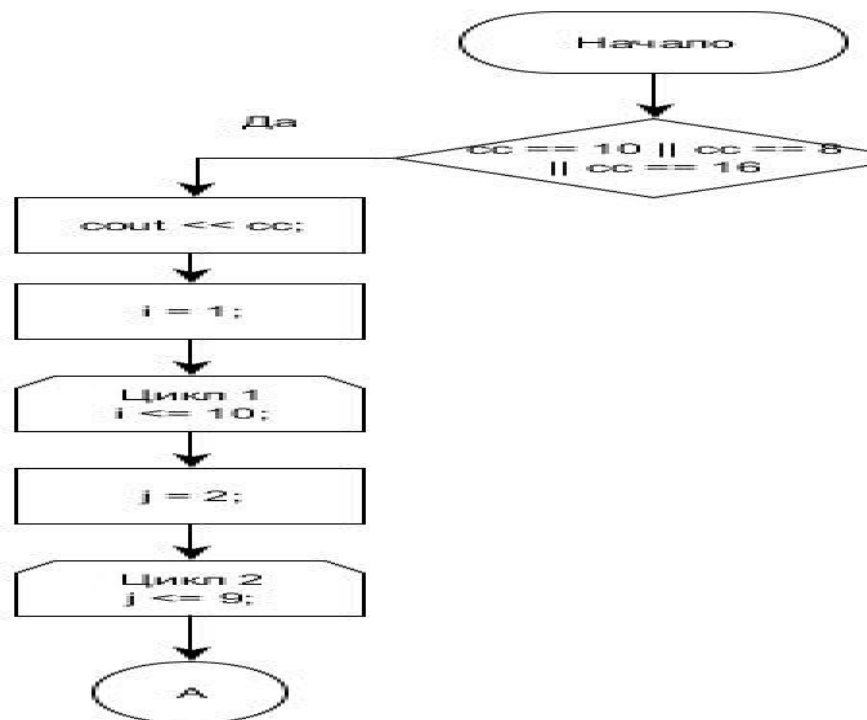 Начало
cc == 10 || cc == 8
|| cc == 16
Да
cout << cc;
i = 1;
Цикл 1
i <= 10;
j = 2;
Цикл 2
j <= 9;
A